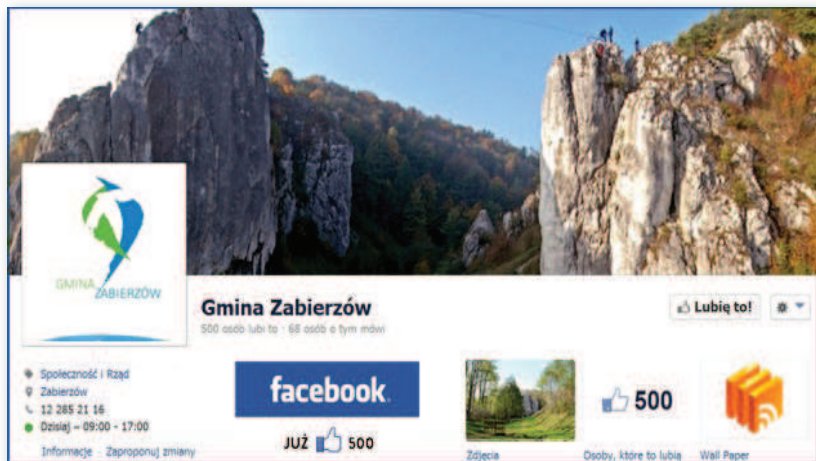 GMINA
ZABIERZÓW
Gmina Zabierzów
500 osób lubi to · 68 osób o tym mówi
Lubię to!
Społeczność i Rząd
Zabierzów
12 285 21 16
Dzisiaj – 09:00 - 17:00
Informacje · Zaproponuj zmiany
facebook
JUŻ 500
Zdjęcia
500
Osoby, które to lubią
Wall Paper